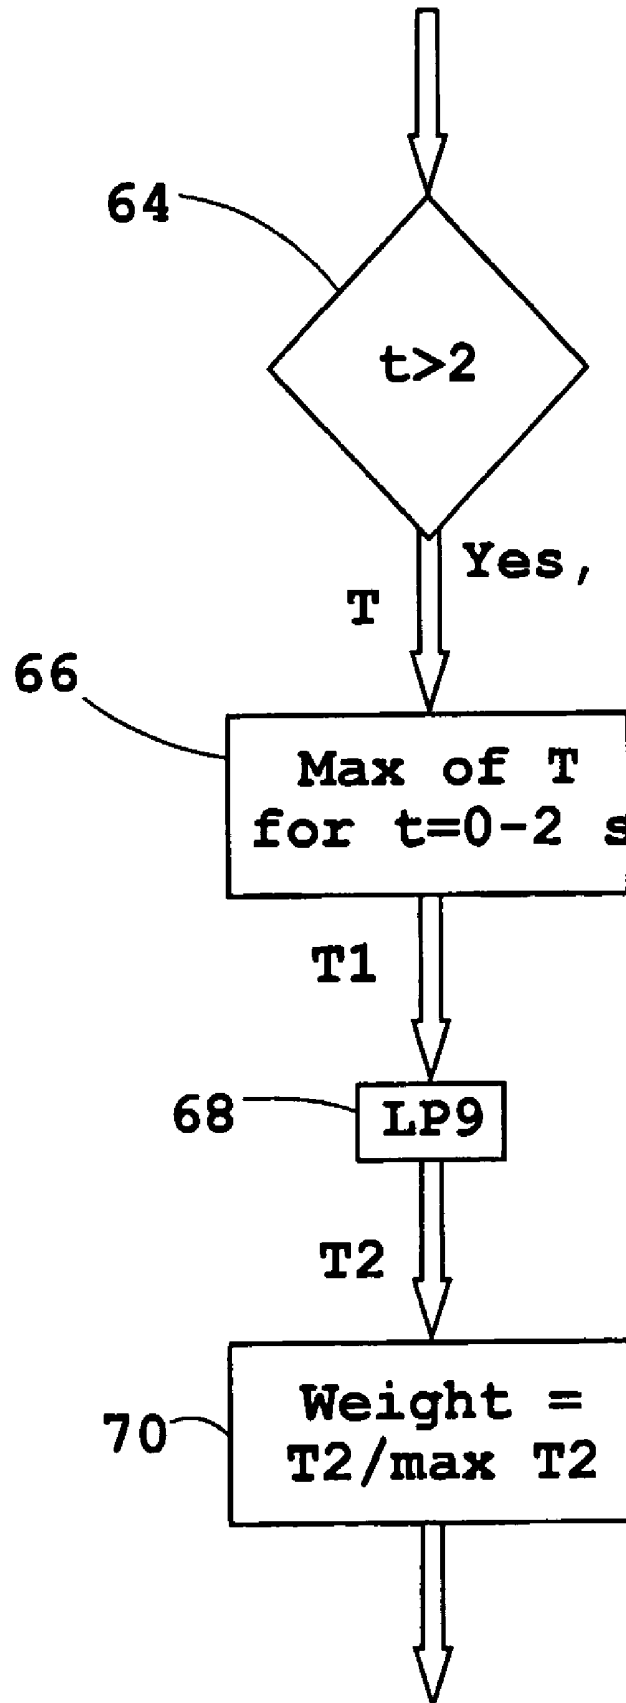 64
t>2
Yes,
T
66
Max of T
for t=0-2 s
T1
68
LP9
T2
70
Weight =
T2/max T2